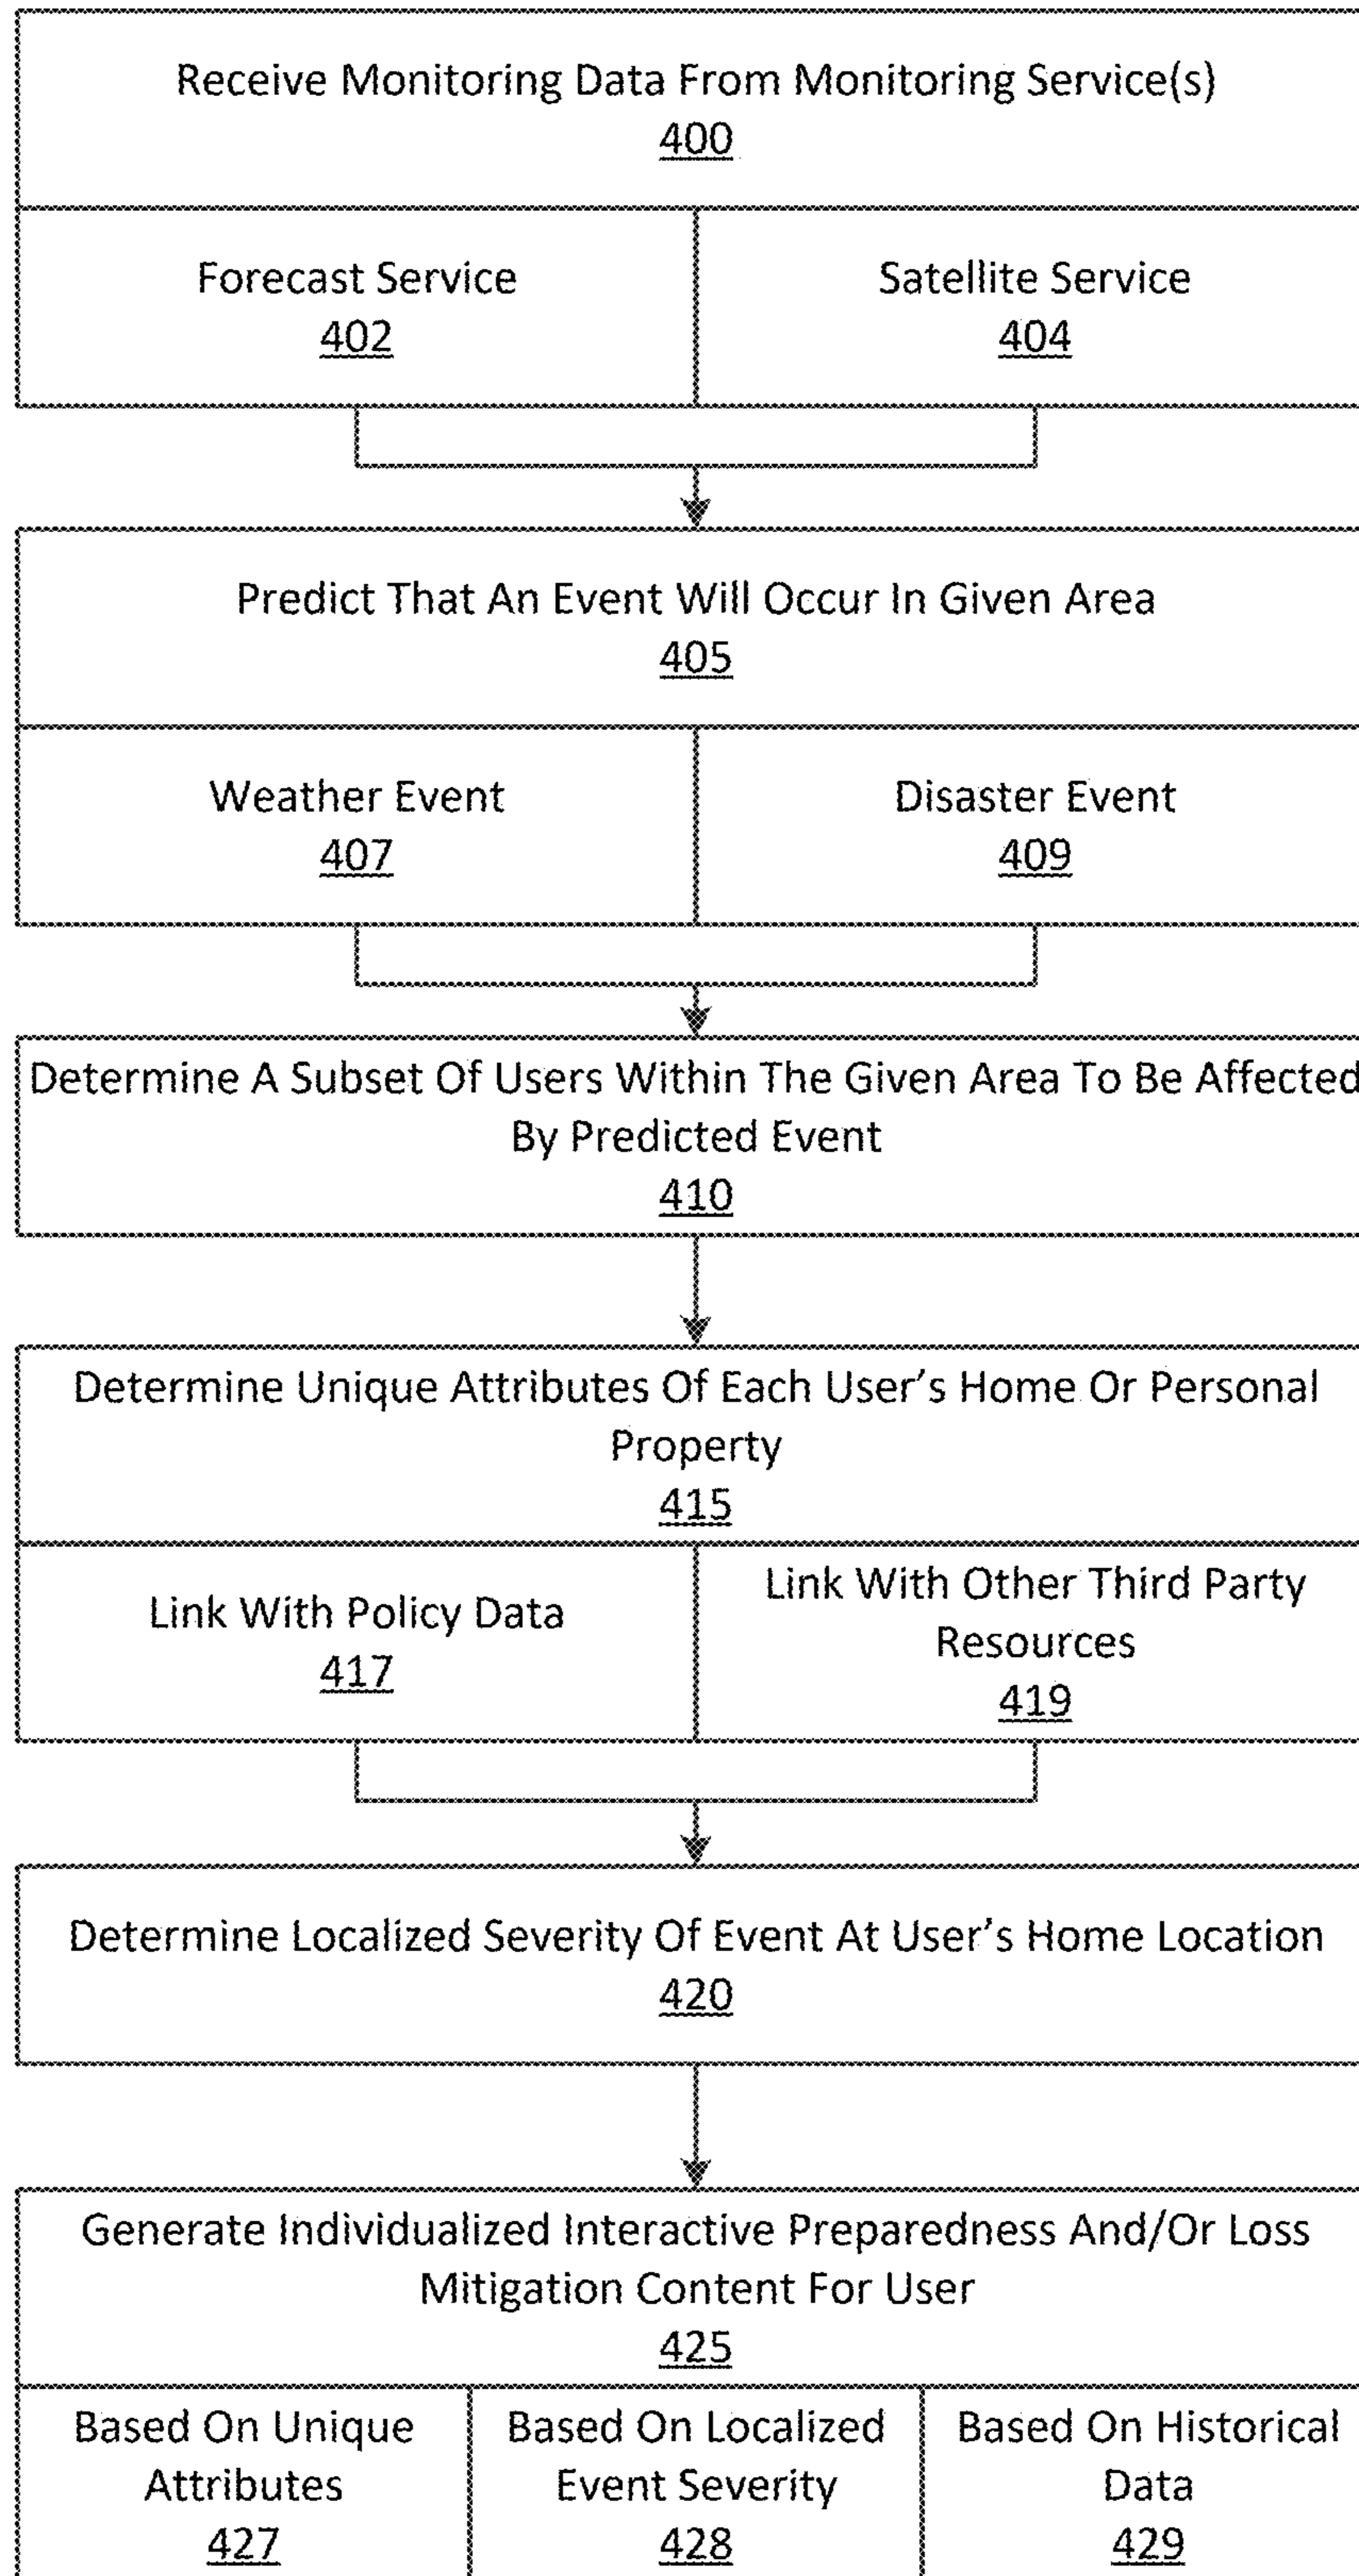 Receive Monitoring Data From Monitoring Service(s)
400
Forecast Service
402
Satellite Service
404
Predict That An Event Will Occur In Given Area
405
Weather Event
407
Disaster Event
409
Determine A Subset Of Users Within The Given Area To Be Affected
By Predicted Event
410
Determine Unique Attributes Of Each User's Home Or Personal
Property
415
Link With Policy Data
417
Link With Other Third Party
Resources
419
Determine Localized Severity Of Event At User's Home Location
420
Generate Individualized Interactive Preparedness And/Or Loss
Mitigation Content For User
425
Based On Unique
Attributes
427
Based On Localized
Event Severity
428
Based On Historical
Data
429